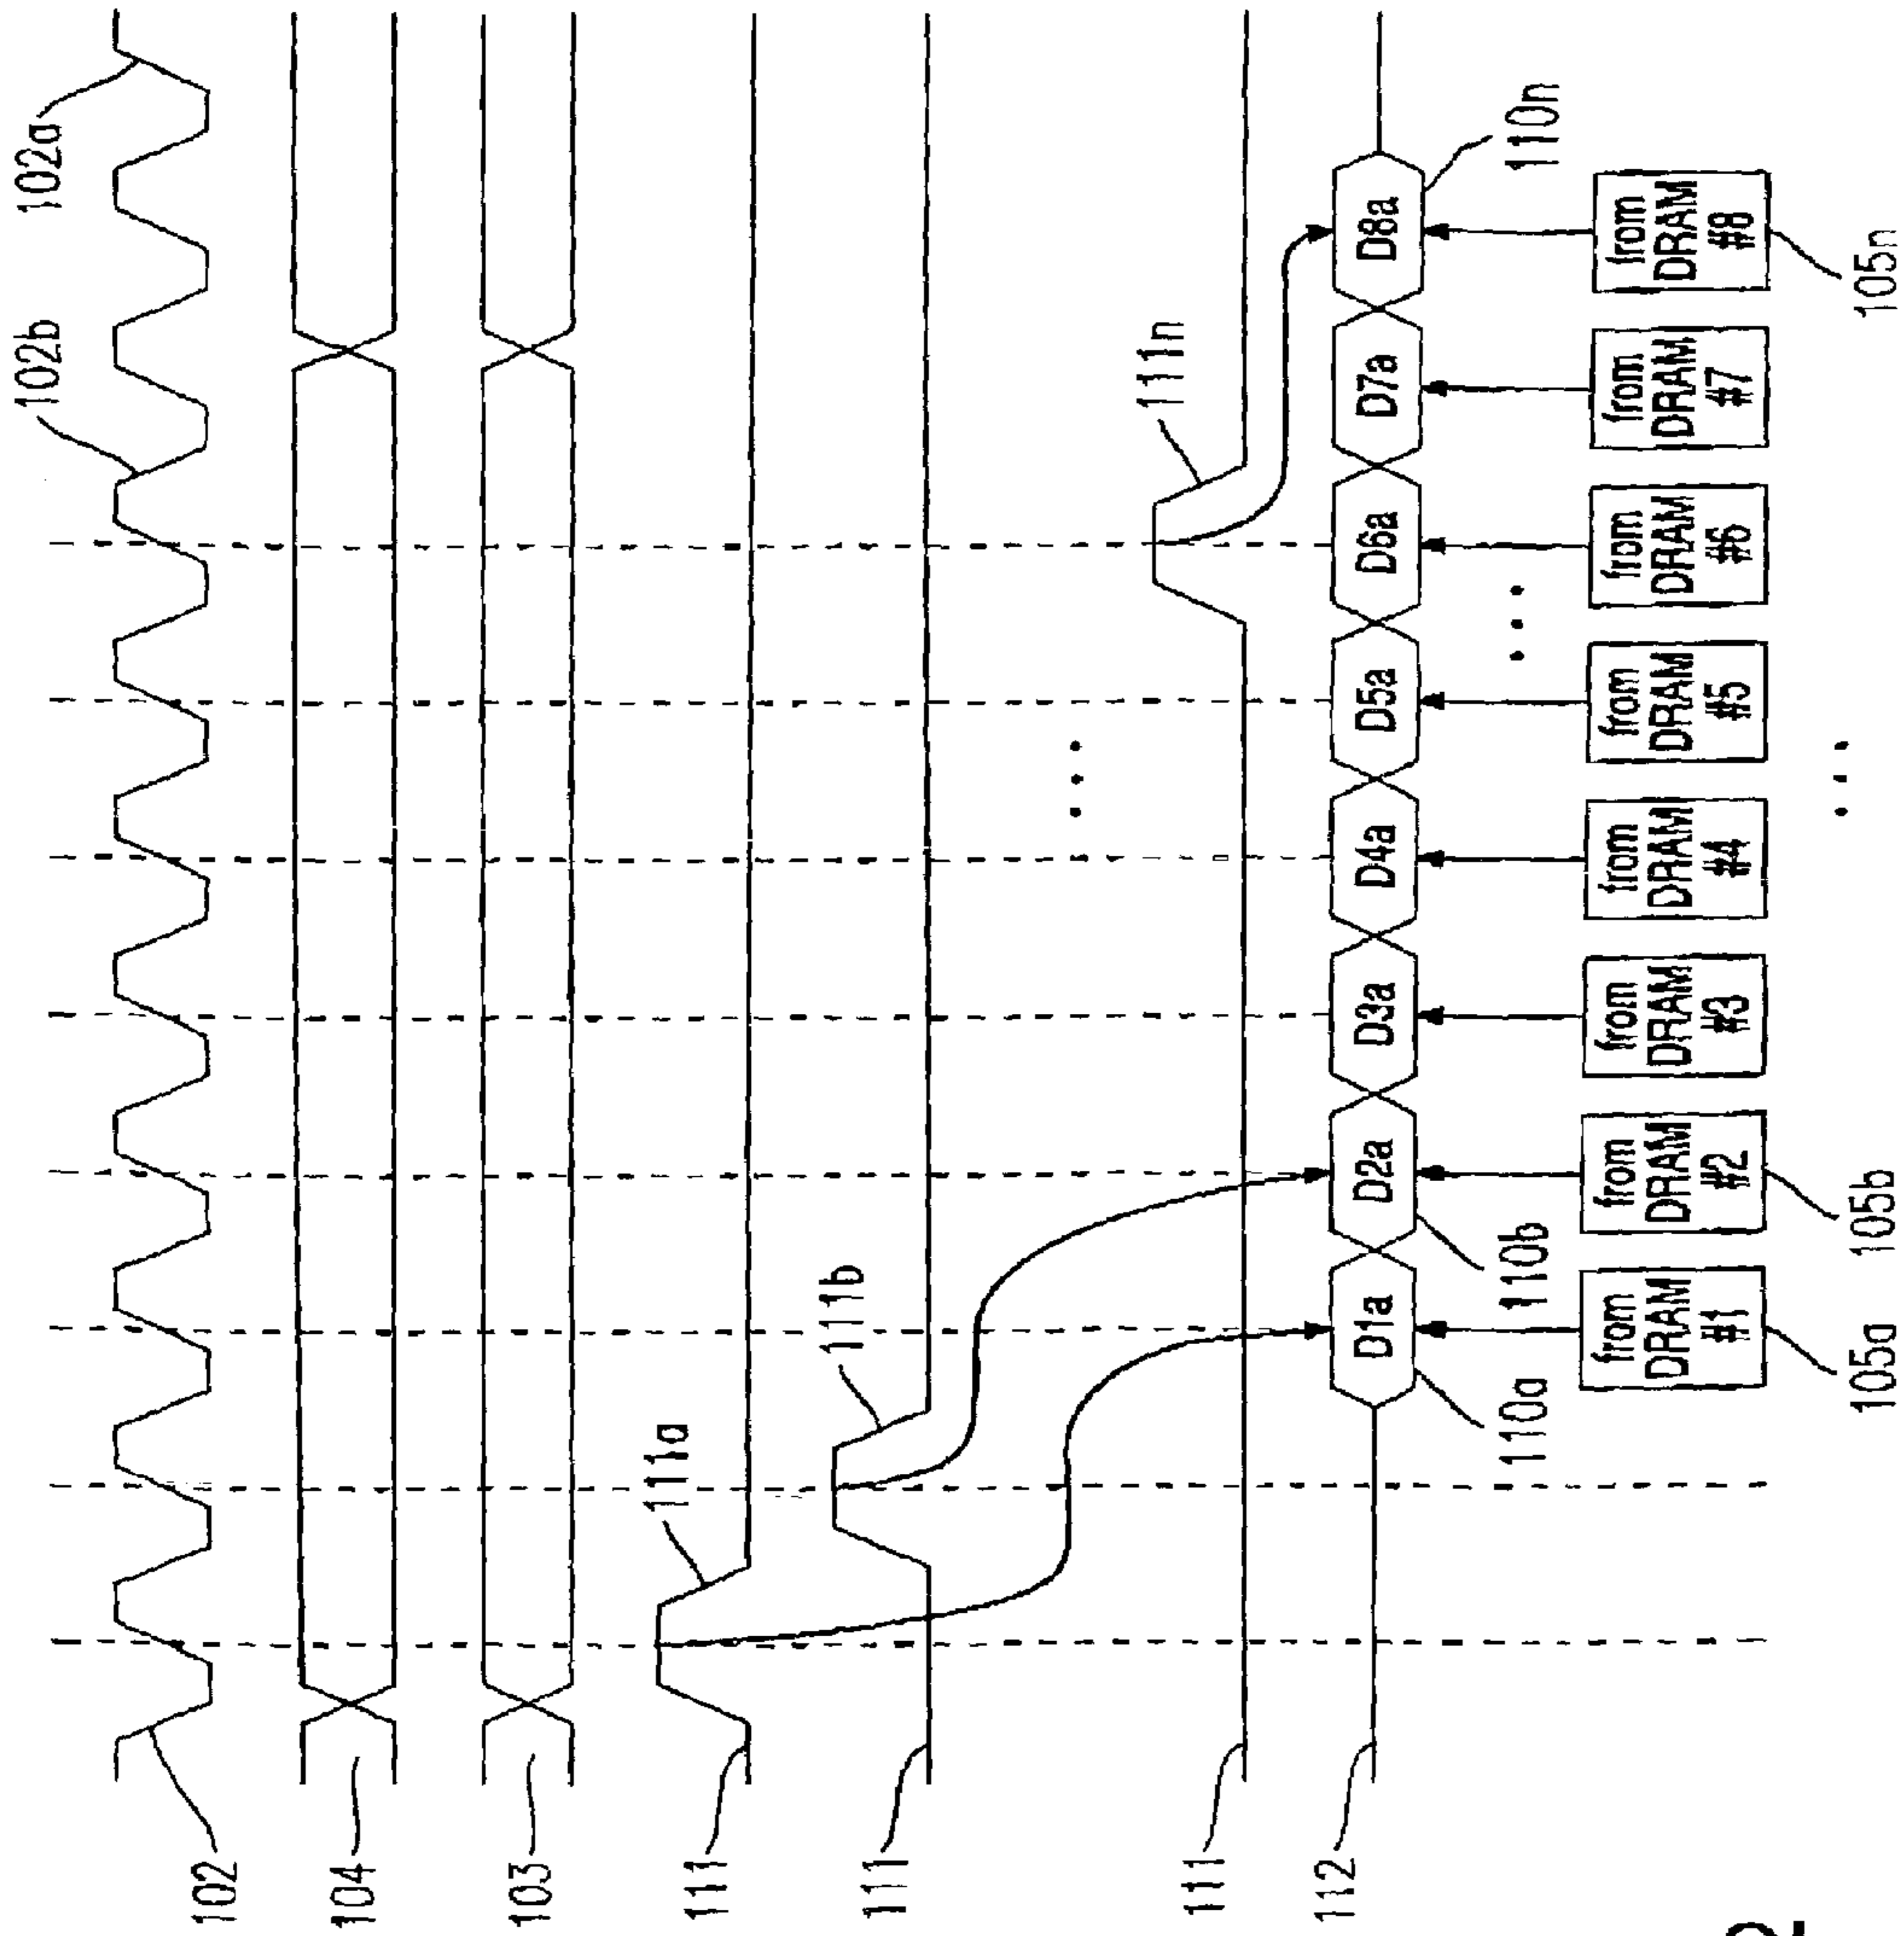 102b 102a
102
104
103
111a
111
111b
111
111n
111
112
D1a D2a D3a D4a D5a D6a D7a D8a
110a 110b ... 110n
from DRAM #1
from DRAM #2
from DRAM #3
from DRAM #4
from DRAM #5
from DRAM #6
from DRAM #7
from DRAM #8
105a 105b ... 105n
2